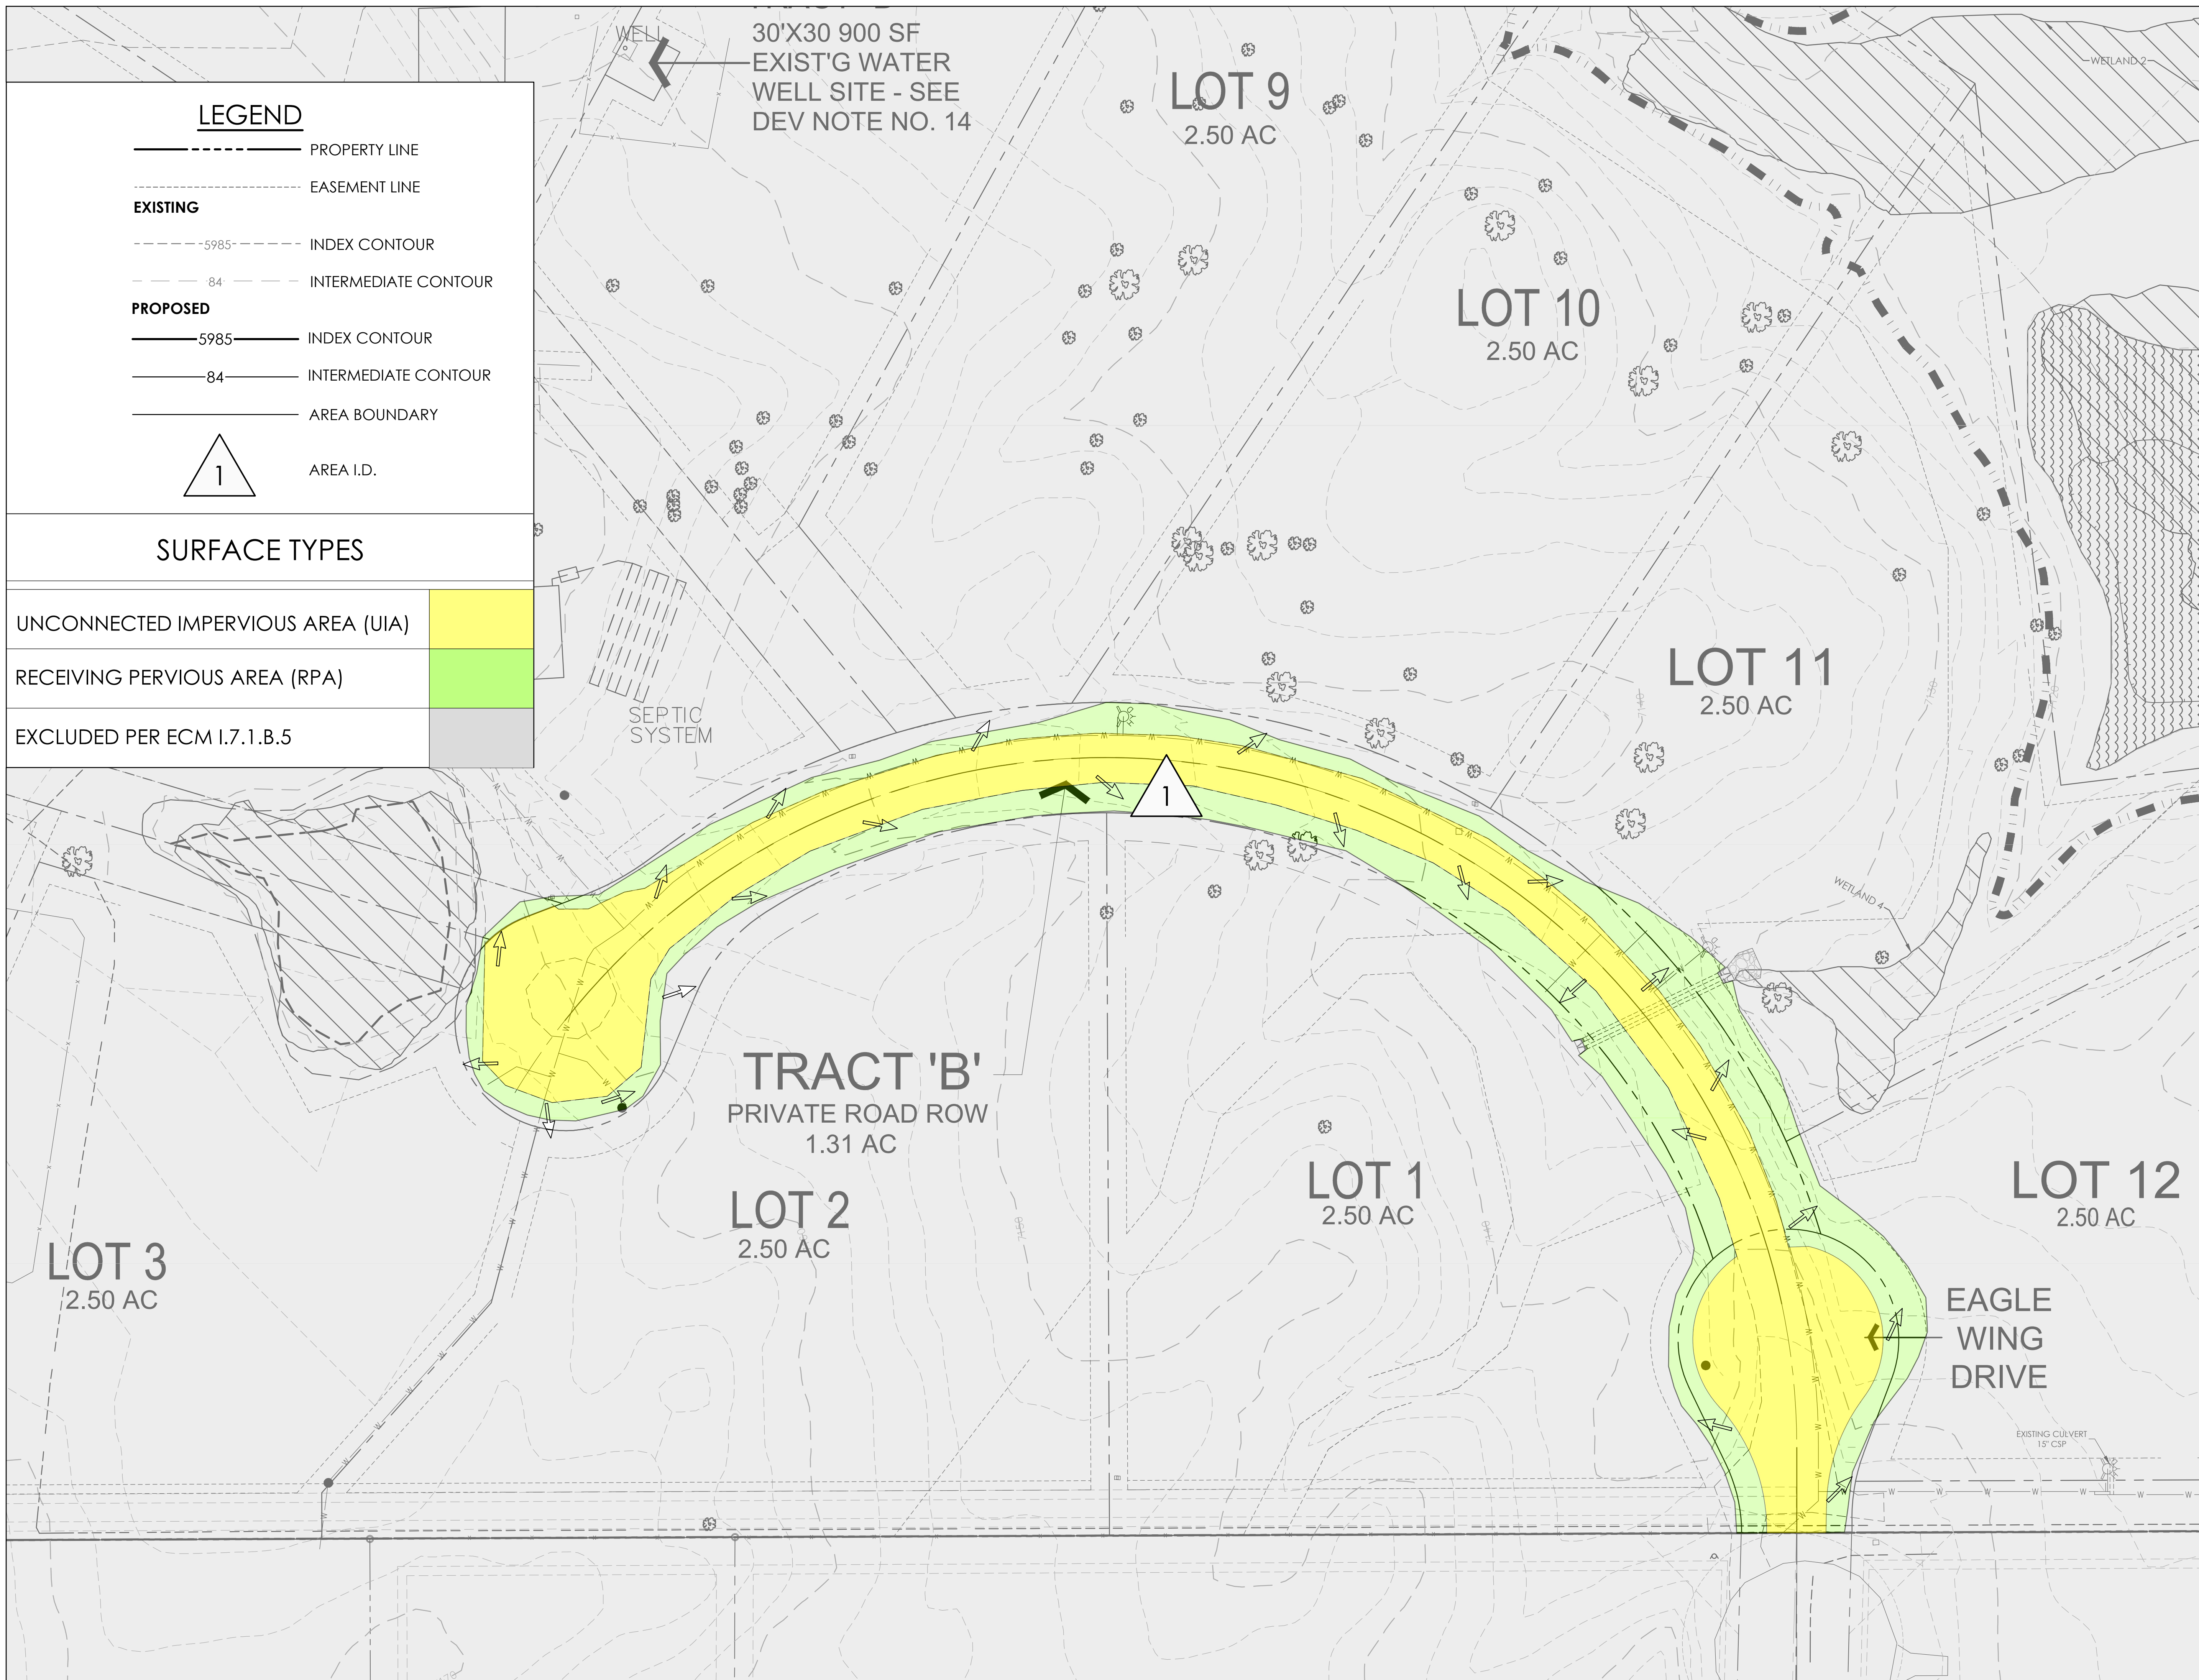 30'X30 900 SF
EXIST'G WATER
WELL SITE - SEE
DEV NOTE NO. 14
WELL
LOT 9
2.50 AC
WETLAND 2
LEGEND
PROPERTY LINE
EASEMENT LINE
EXISTING
5985 INDEX CONTOUR
84 INTERMEDIATE CONTOUR
PROPOSED
5985 INDEX CONTOUR
84 INTERMEDIATE CONTOUR
AREA BOUNDARY
1 AREA I.D.
SURFACE TYPES
UNCONNECTED IMPERVIOUS AREA (UIA)
RECEIVING PERVIOUS AREA (RPA)
EXCLUDED PER ECM I.7.1.B.5
LOT 10
2.50 AC
LOT 11
2.50 AC
SEPTIC
SYSTEM
1
WETLAND 4
TRACT 'B'
PRIVATE ROAD ROW
1.31 AC
LOT 1
2.50 AC
LOT 12
2.50 AC
LOT 2
2.50 AC
LOT 3
2.50 AC
EAGLE
WING
DRIVE
EXISTING CULVERT
15" CSP